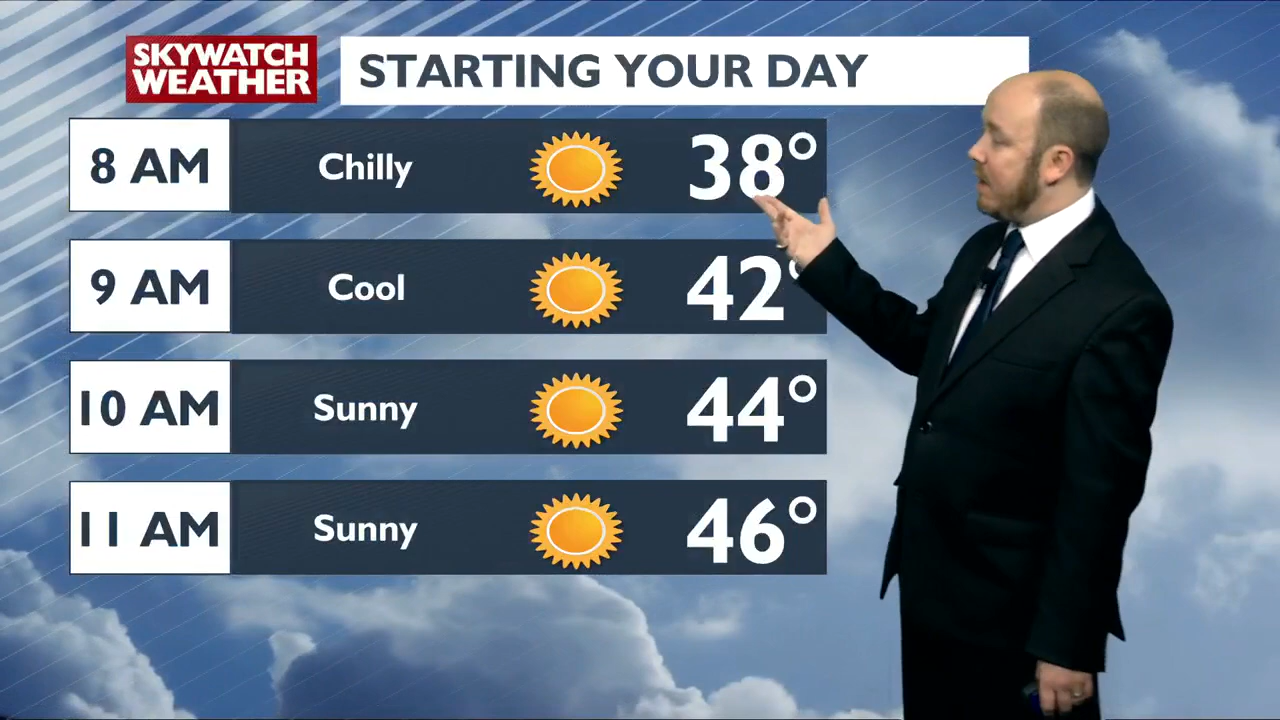 SKYWATCH
WEATHER
STARTING YOUR DAY
8 AM Chilly 38°
9 AM Cool 42°
10 AM Sunny 44°
11 AM Sunny 46°